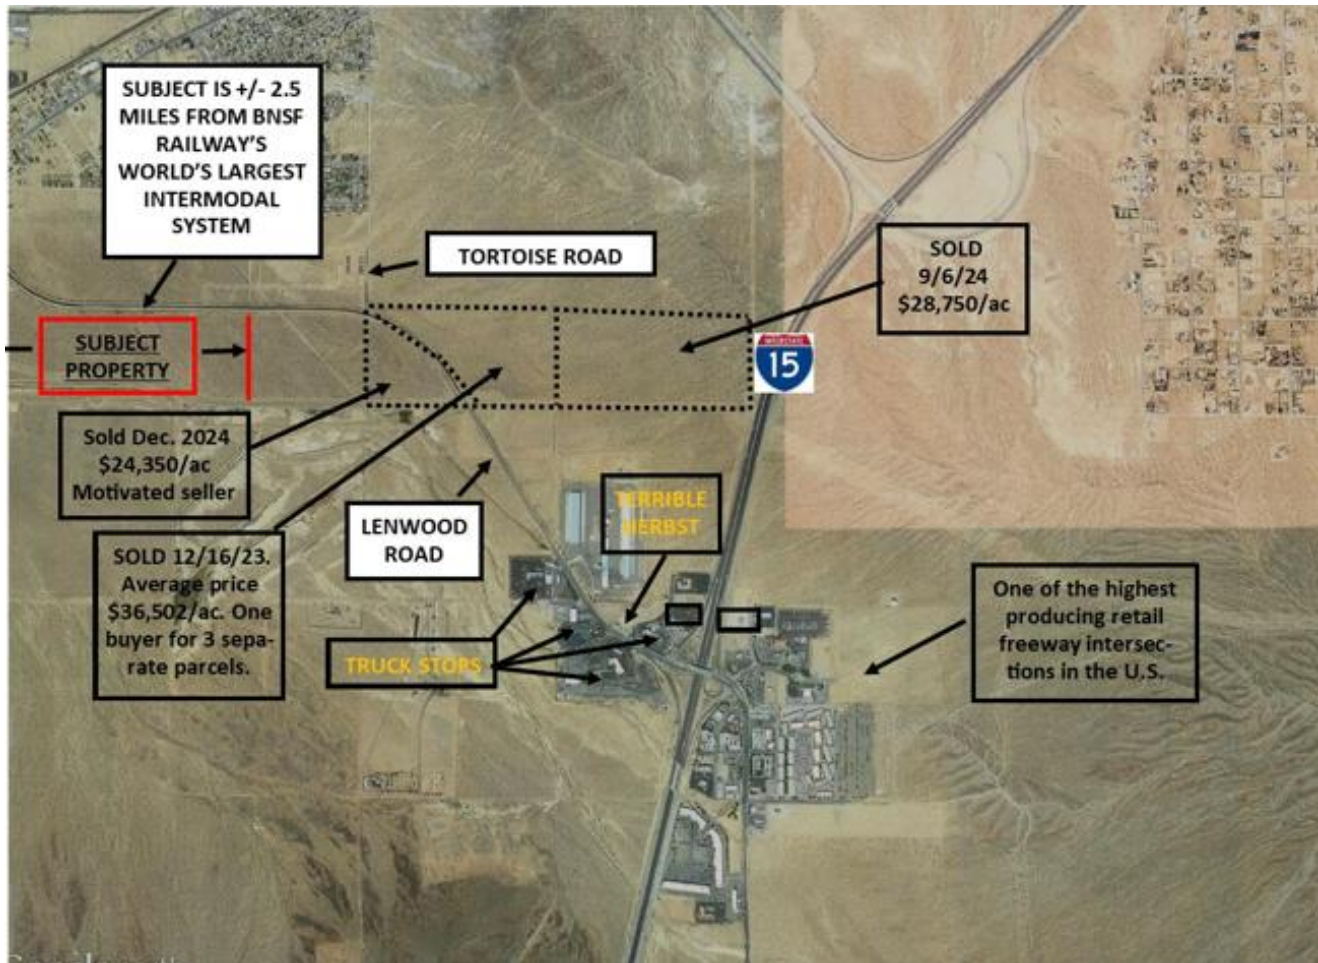 SUBJECT IS +/- 2.5
MILES FROM BNSF
RAILWAY'S
WORLD'S LARGEST
INTERMODAL
SYSTEM
TORTOISE ROAD
SOLD
9/6/24
$28,750/ac
SUBJECT
PROPERTY
INTERSTATE
15
Sold Dec. 2024
$24,350/ac
Motivated seller
LENWOOD
ROAD
TERRIBLE
HERBST
SOLD 12/16/23.
Average price
$36,502/ac. One
buyer for 3 sepa-
rate parcels.
TRUCK STOPS
One of the highest
producing retail
freeway intersec-
tions in the U.S.